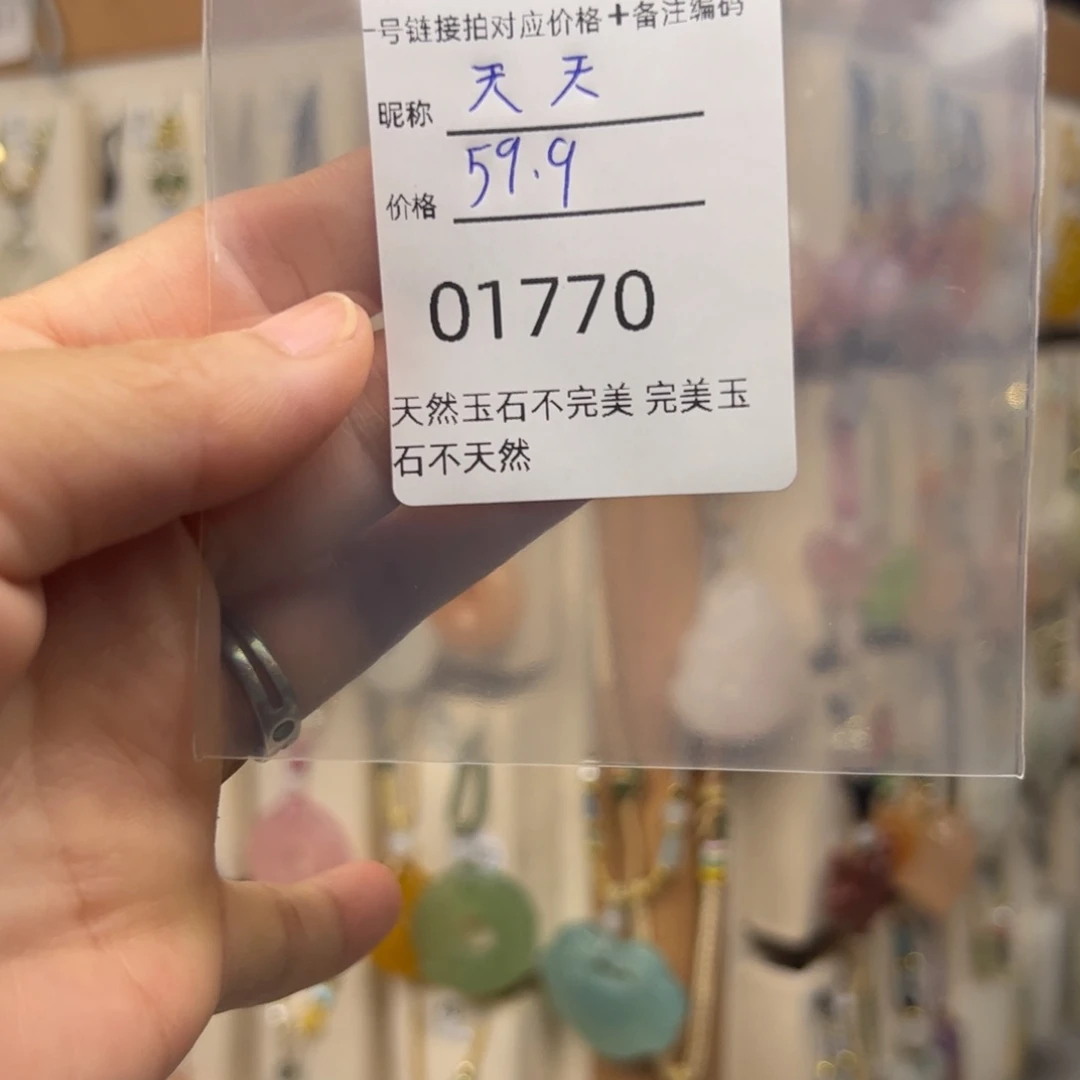 一号链接拍对应价格+备注编码
昵称 天天
价格 59.9
01770
天然玉石不完美 完美玉
石不天然